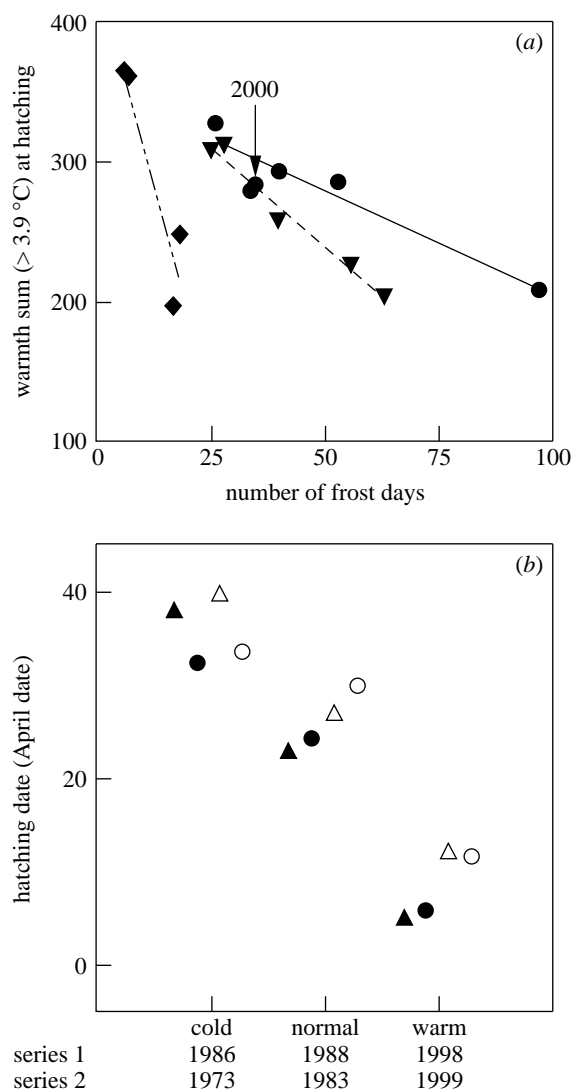 (a)
400
300
200
100
2000
warmth sum (> 3.9 °C) at hatching
0 25 50 75 100
number of frost days
(b)
40
20
0
hatching date (April date)
cold normal warm
series 1 1986 1988 1998
series 2 1973 1983 1999